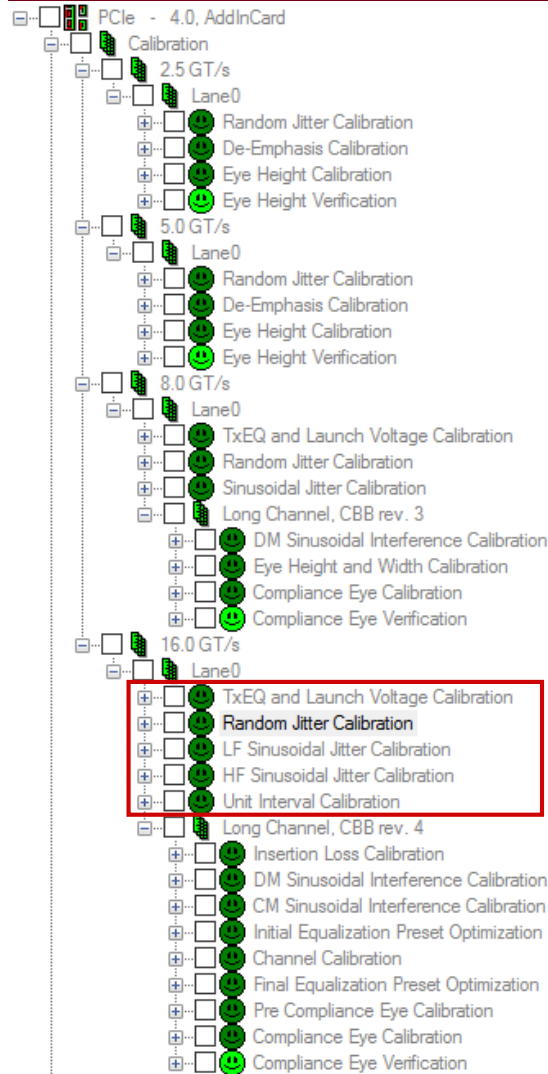 PCIe - 4.0, AddInCard
Calibration
2.5 GT/s
Lane0
Random Jitter Calibration
De-Emphasis Calibration
Eye Height Calibration
Eye Height Verification
5.0 GT/s
Lane0
Random Jitter Calibration
De-Emphasis Calibration
Eye Height Calibration
Eye Height Verification
8.0 GT/s
Lane0
TxEQ and Launch Voltage Calibration
Random Jitter Calibration
Sinusoidal Jitter Calibration
Long Channel, CBB rev. 3
DM Sinusoidal Interference Calibration
Eye Height and Width Calibration
Compliance Eye Calibration
Compliance Eye Verification
16.0 GT/s
Lane0
TxEQ and Launch Voltage Calibration
Random Jitter Calibration
LF Sinusoidal Jitter Calibration
HF Sinusoidal Jitter Calibration
Unit Interval Calibration
Long Channel, CBB rev. 4
Insertion Loss Calibration
DM Sinusoidal Interference Calibration
CM Sinusoidal Interference Calibration
Initial Equalization Preset Optimization
Channel Calibration
Final Equalization Preset Optimization
Pre Compliance Eye Calibration
Compliance Eye Calibration
Compliance Eye Verification